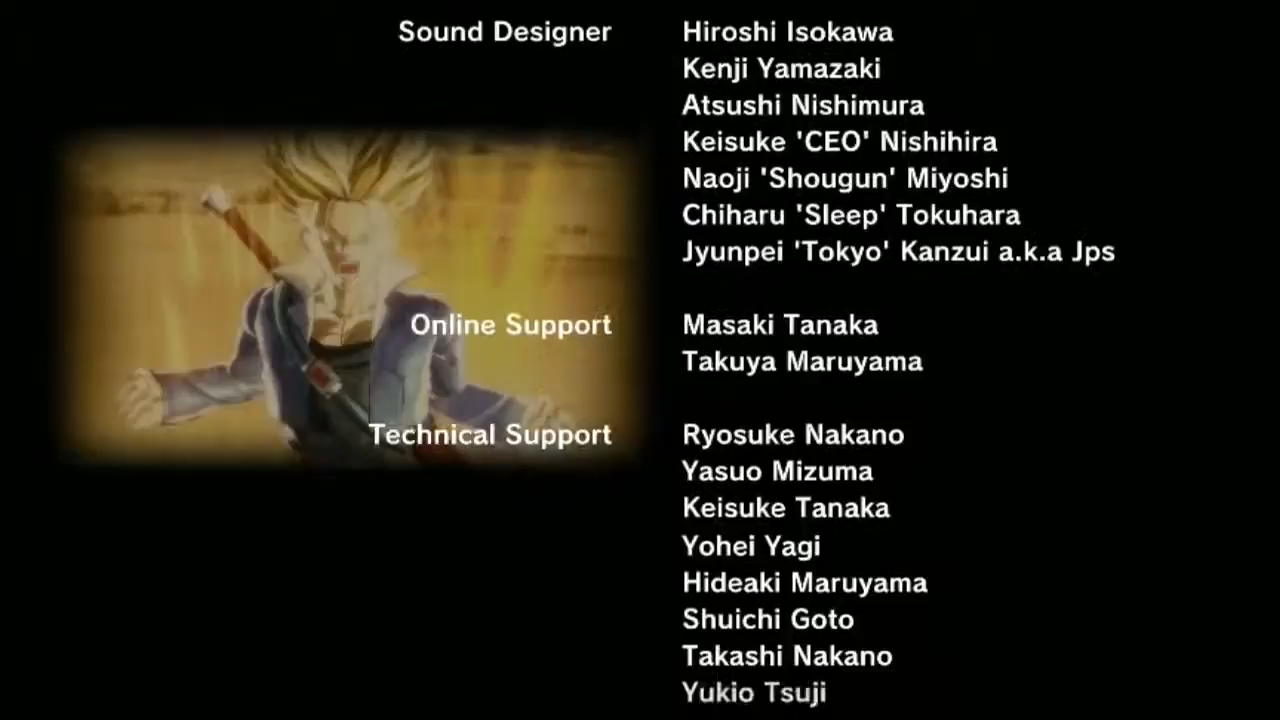 Sound Designer Hiroshi Isokawa
Kenji Yamazaki
Atsushi Nishimura
Keisuke 'CEO' Nishihira
Naoji 'Shougun' Miyoshi
Chiharu 'Sleep' Tokuhara
Jyunpei 'Tokyo' Kanzui a.k.a Jps
Online Support Masaki Tanaka
Takuya Maruyama
Technical Support Ryosuke Nakano
Yasuo Mizuma
Keisuke Tanaka
Yohei Yagi
Hideaki Maruyama
Shuichi Goto
Takashi Nakano
Yukio Tsuji